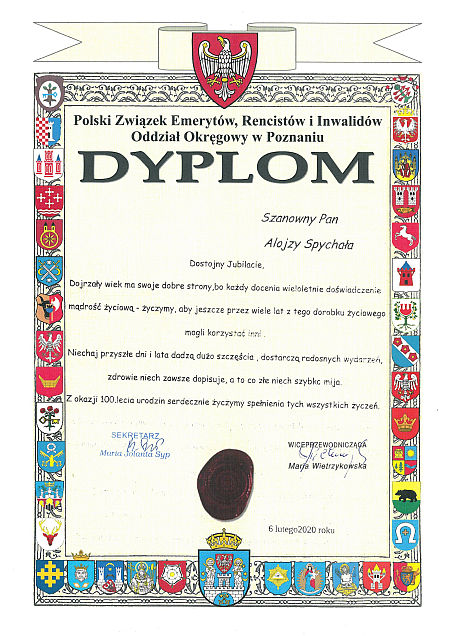 Polski Związek Emerytów, Rencistów i Inwalidów
Oddział Okręgowy w Poznaniu
DYPLOM
Szanowny Pan
Alojzy Spychała
Dostojny Jubilacie,
Dojrzały wiek ma swoje dobre strony,bo każdy docenia wieloletnie doświadczenie
mądrość życiową - życzymy, aby jeszcze przez wiele lat z tego dorobku życiowego
mogli korzystać inni .
Niechaj przyszłe dni i lata dadzą dużo szczęścia , dostarczą radosnych wydarzeń,
zdrowie niech zawsze dopisuje, a to co złe niech szybko mija.
Z okazji 100.lecia urodzin serdecznie życzymy spełnienia tych wszystkich życzeń.
SEKRETARZ
Maria Jolanta Syp
WICEPRZEWODNICZĄCA
Maria Wietrzykowska
6 lutego2020 roku